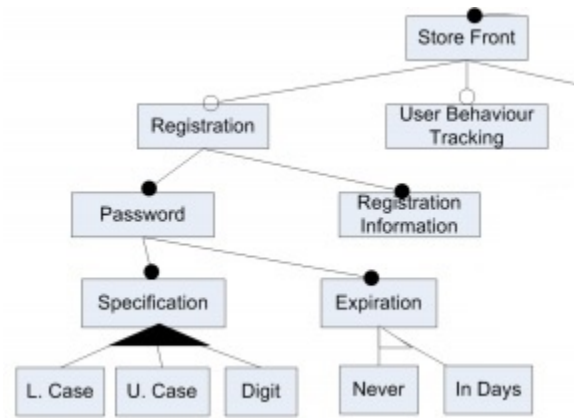 Store Front
Registration
User Behaviour
Tracking
Password
Registration
Information
Specification
Expiration
L. Case
U. Case
Digit
Never
In Days